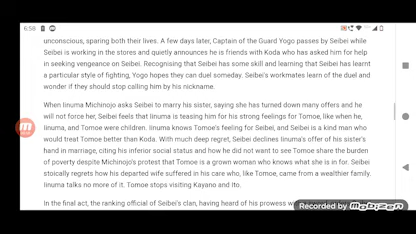 6:58
unconscious, sparing both their lives. A few days later, Captain of the Guard Yogo passes by Seibei while
Seibei is working in the stores and quietly announces he is friends with Koda who has asked him for help
in seeking vengeance on Seibei. Recognising that Seibei has some skill and learning that Seibei has learnt
a particular style of fighting, Yogo hopes they can duel someday. Seibei's workmates learn of the duel and
wonder if they should stop calling him by his nickname.
When Iinuma Michinojo asks Seibei to marry his sister, saying she has turned down many offers and he
will not force her, Seibei feels that Iinuma is teasing him for his strong feelings for Tomoe, like when he,
Iinuma, and Tomoe were children. Iinuma knows Tomoe's feeling for Seibei, and Seibei is a kind man who
would treat Tomoe better than Koda. With much deep regret, Seibei declines Iinuma's offer of his sister's
hand in marriage, citing his inferior social status and how he did not want to see Tomoe share the burden
of poverty despite Michinojo's protest that Tomoe is a grown woman who knows what she is in for. Seibei
stoically regrets how his departed wife suffered in his care who, like Tomoe, came from a wealthier family.
Iinuma talks no more of it. Tomoe stops visiting Kayano and Ito.
In the final act, the ranking official of Seibei's clan, having heard of his prowess w
Recorded by Mobizen